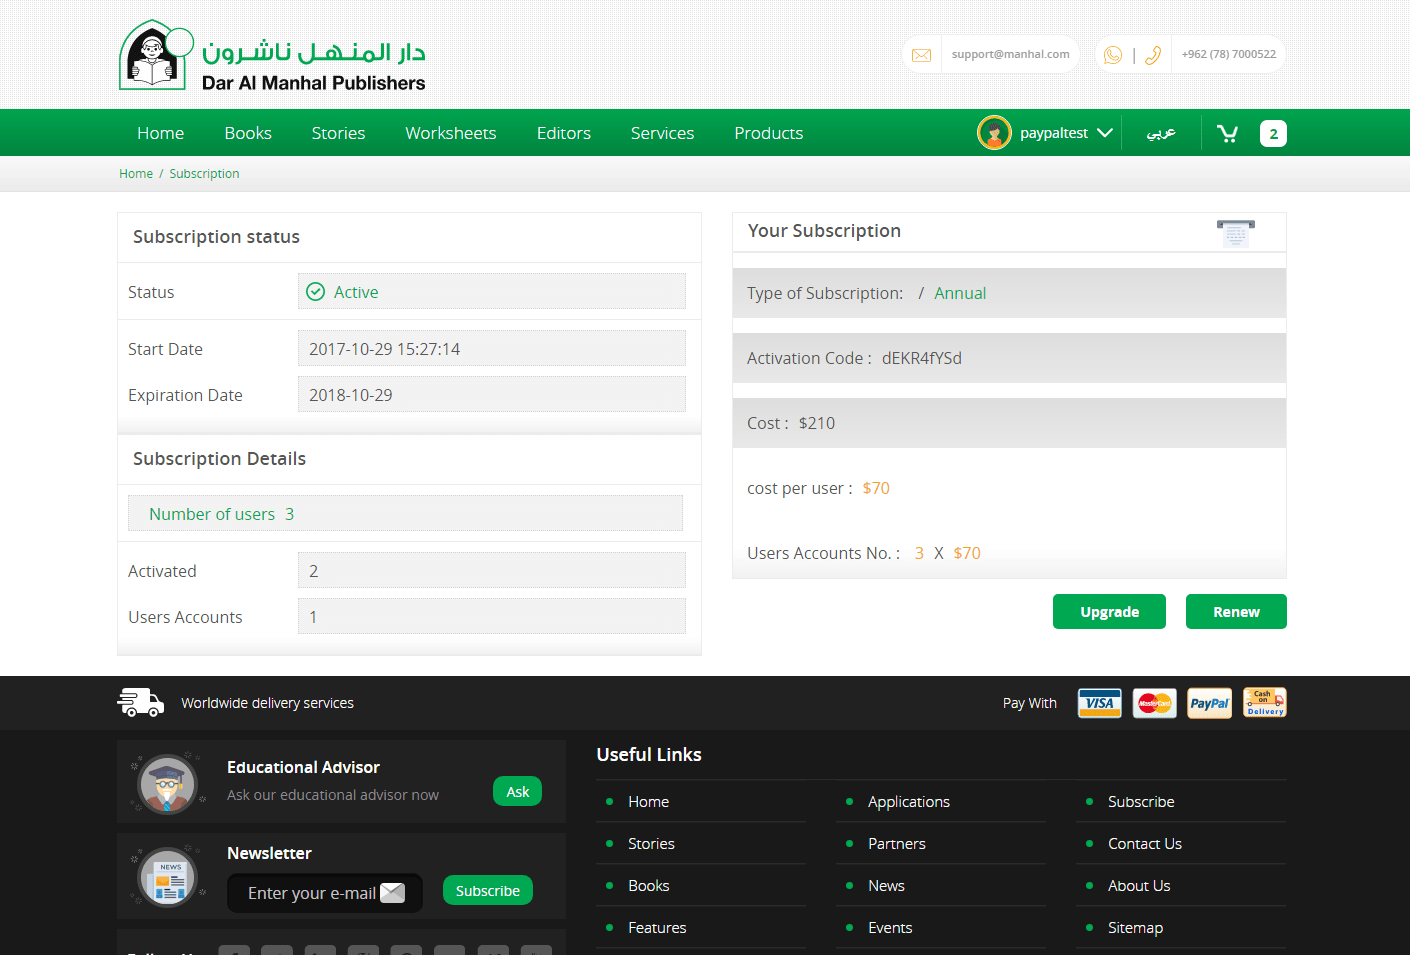 دار المنهل ناشرون
Dar Al Manhal Publishers
support@manhal.com
+962 (78) 7000522
Home Books Stories Worksheets Editors Services Products paypaltest عربي 2
Home / Subscription
Subscription status
Status Active
Start Date 2017-10-29 15:27:14
Expiration Date 2018-10-29
Subscription Details
Number of users 3
Activated 2
Users Accounts 1
Your Subscription
Type of Subscription: / Annual
Activation Code : dEKR4fYSd
Cost : $210
cost per user : $70
Users Accounts No. : 3 X $70
Upgrade Renew
Worldwide delivery services
Pay With VISA MasterCard PayPal Cash on Delivery
Educational Advisor
Ask our educational advisor now
Ask
NEWS
Newsletter
Enter your e-mail
Subscribe
Useful Links
Home Applications Subscribe
Stories Partners Contact Us
Books News About Us
Features Events Sitemap